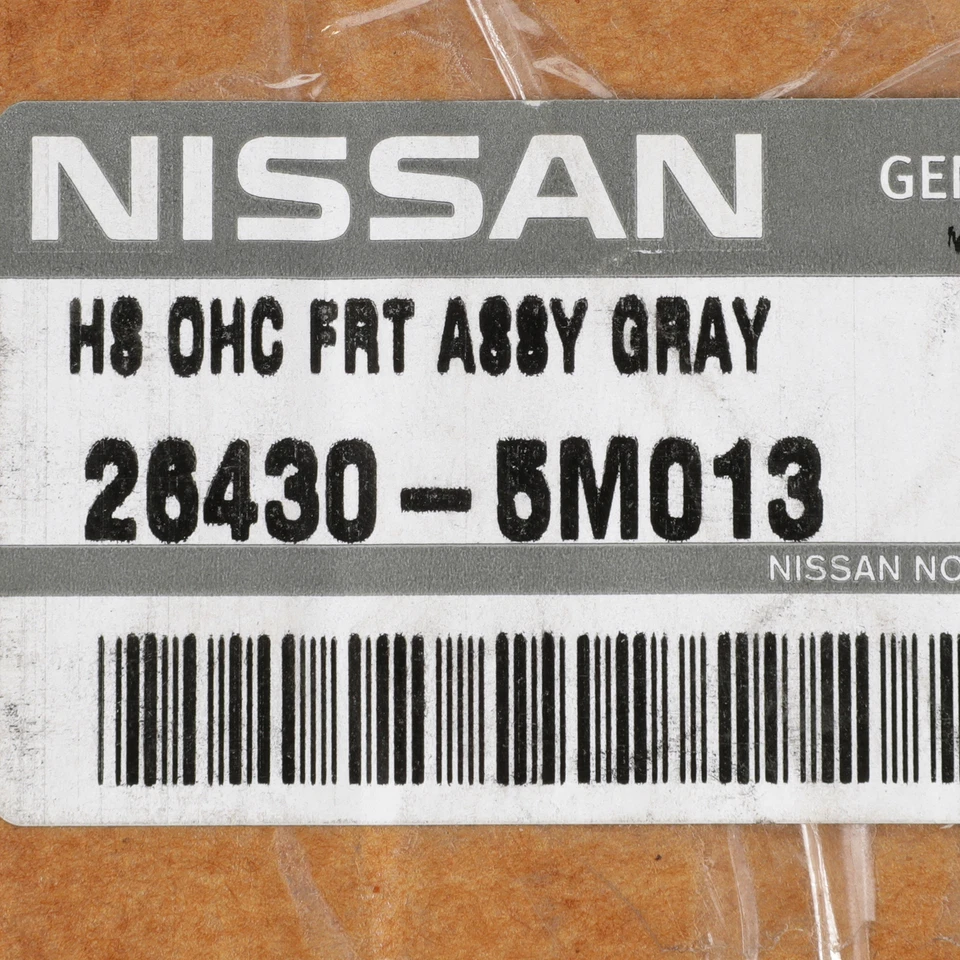 NISSAN
GE
HS OHC FRT ASSY GRAY
26430-5M013
NISSAN NO